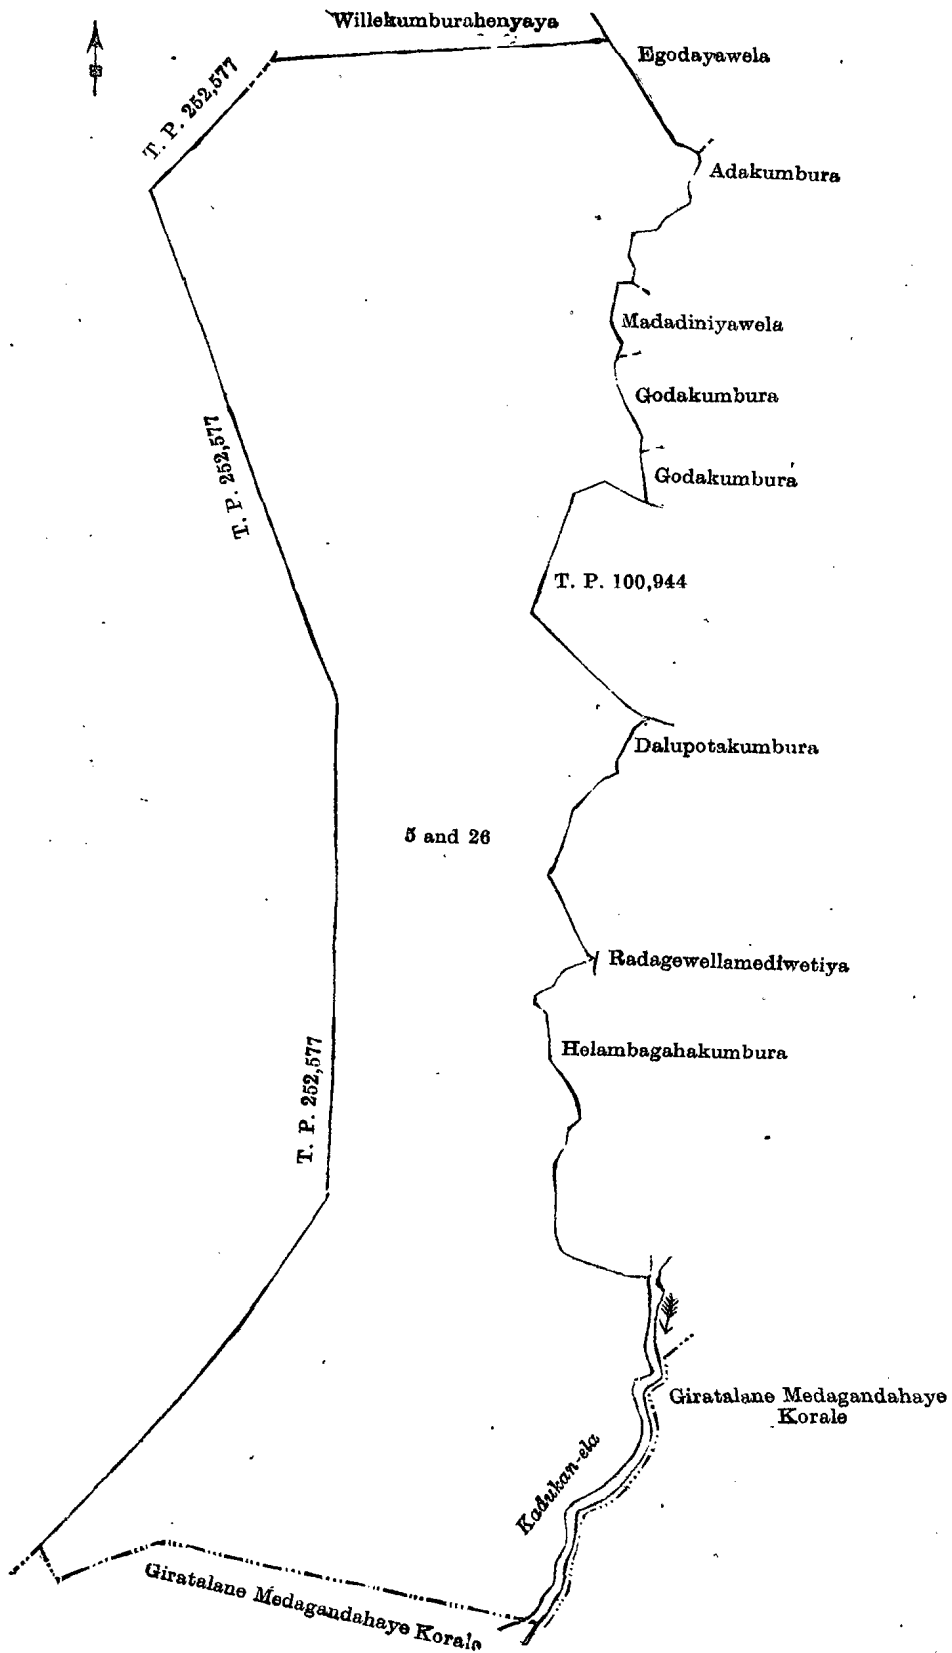 Willekumburahenyaya
Egodayawela
T. P. 252,577
Adakumbura
Madadiniyawela
Godakumbura
T. P. 252,577
Godakumbura
T. P. 100,944
Dalupotakumbura
5 and 26
Radagewellamediwetiya
Helambagahakumbura
T. P. 252,577
Giratalane Medagandahaye
Korale
Kadukan-ela
Giratalane Medagandahaye Korale